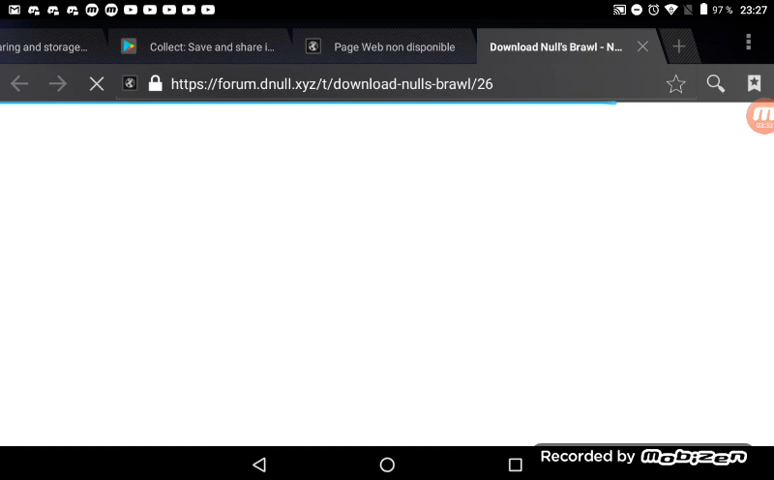 97 % 23:27
aring and storage...
Collect: Save and share i...
Page Web non disponible
Download Null's Brawl - N...
https://forum.dnull.xyz/t/download-nulls-brawl/26
Recorded by mobizen